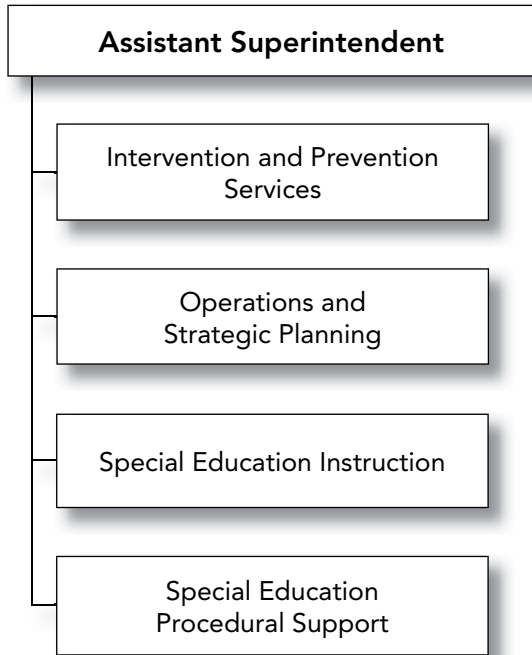 Assistant Superintendent
Intervention and Prevention
Services
Operations and
Strategic Planning
Special Education Instruction
Special Education
Procedural Support